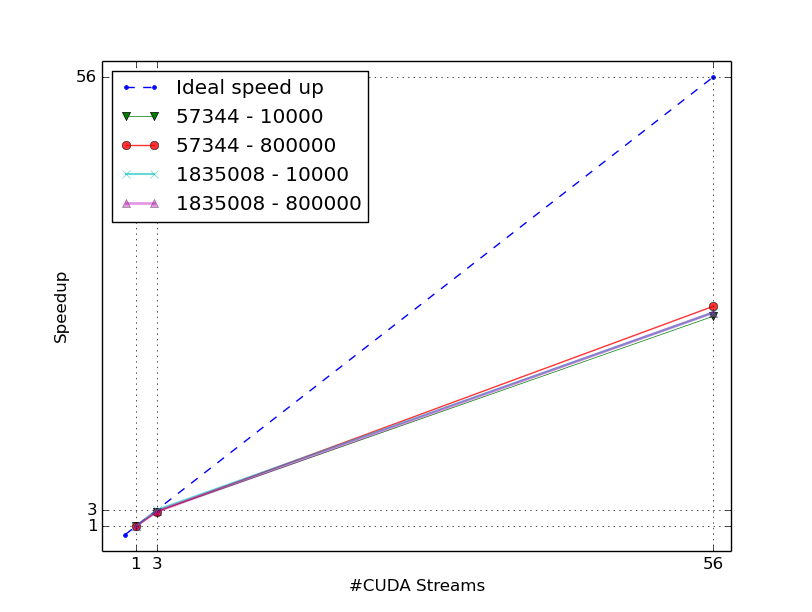 56
Ideal speed up
57344 - 10000
57344 - 800000
1835008 - 10000
1835008 - 800000
Speedup
3
1
1 3 56
#CUDA Streams